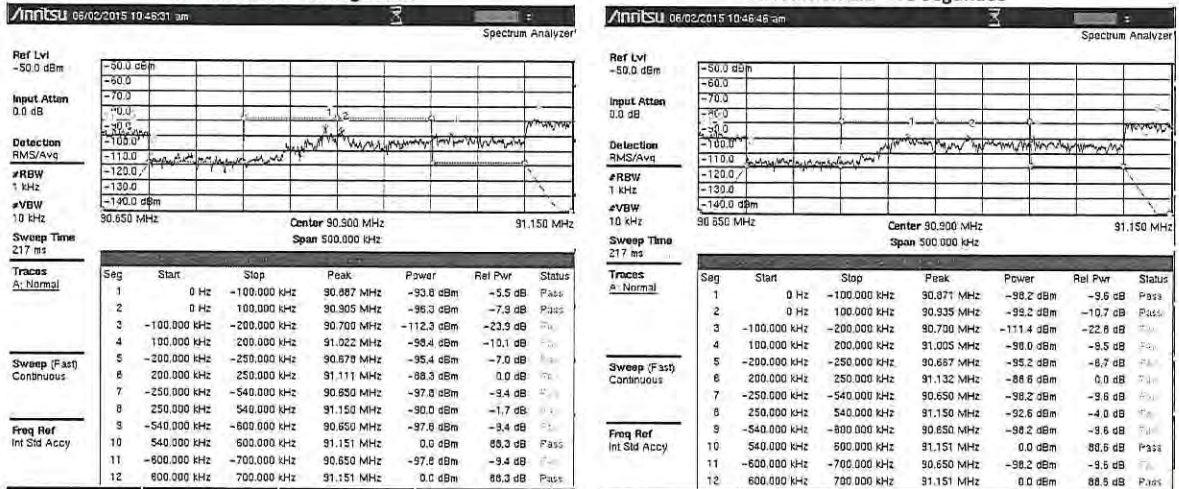 Anritsu 06/02/2015 10:46:31 am
Spectrum Analyzer
Ref Lvl
-50.0 dBm
Input Atten
0.0 dB
Detection
RMS/Avg
#RBW
1 kHz
#VBW
10 kHz
Sweep Time
217 ms
Traces
A: Normal
Sweep (Fast)
Continuous
Freq Ref
Int Std Accy
-50.0 dBm
-60.0
-70.0
-100.0
-110.0
-120.0
-130.0
-140.0 dBm
1 2
90.650 MHz
Center 90.900 MHz
91.150 MHz
Span 500.000 kHz
Seg Start Stop Peak Power Rel Pwr Status
1 0 Hz -100.000 kHz 90.887 MHz -93.8 dBm -5.5 dB Pass
2 0 Hz 100.000 kHz 90.905 MHz -96.3 dBm -7.9 dB Pass
3 -100.000 kHz -200.000 kHz 90.700 MHz -112.3 dBm -23.9 dB
4 100.000 kHz 200.000 kHz 91.022 MHz -98.4 dBm -10.1 dB
5 -200.000 kHz -250.000 kHz 90.678 MHz -95.4 dBm -7.0 dB
6 200.000 kHz 250.000 kHz 91.111 MHz -88.3 dBm 0.0 dB
7 -250.000 kHz -540.000 kHz 90.650 MHz -97.8 dBm -9.4 dB
8 250.000 kHz 540.000 kHz 91.150 MHz -90.0 dBm -1.7 dB
9 -540.000 kHz -600.000 kHz 90.650 MHz -97.8 dBm -9.4 dB
10 540.000 kHz 600.000 kHz 91.151 MHz 0.0 dBm 88.3 dB Pass
11 -600.000 kHz -700.000 kHz 90.650 MHz -97.8 dBm -9.4 dB
12 600.000 kHz 700.000 kHz 91.151 MHz 0.0 dBm 88.3 dB Pass
Anritsu 06/02/2015 10:46:46 am
Spectrum Analyzer
Ref Lvl
-50.0 dBm
Input Atten
0.0 dB
Detection
RMS/Avg
#RBW
1 kHz
#VBW
10 kHz
Sweep Time
217 ms
Traces
A: Normal
Sweep (Fast)
Continuous
Freq Ref
Int Std Accy
-50.0 dBm
-60.0
-70.0
-100.0
-110.0
-120.0
-130.0
-140.0 dBm
1 2
90.650 MHz
Center 90.900 MHz
91.150 MHz
Span 500.000 kHz
Seg Start Stop Peak Power Rel Pwr Status
1 0 Hz -100.000 kHz 90.871 MHz -98.2 dBm -9.6 dB Pass
2 0 Hz 100.000 kHz 90.935 MHz -99.2 dBm -10.7 dB Pass
3 -100.000 kHz -200.000 kHz 90.700 MHz -111.4 dBm -22.8 dB
4 100.000 kHz 200.000 kHz 91.005 MHz -98.0 dBm -9.5 dB
5 -200.000 kHz -250.000 kHz 90.667 MHz -95.2 dBm -6.7 dB
6 200.000 kHz 250.000 kHz 91.132 MHz -88.6 dBm 0.0 dB
7 -250.000 kHz -540.000 kHz 90.650 MHz -98.2 dBm -9.6 dB
8 250.000 kHz 540.000 kHz 91.150 MHz -92.6 dBm -4.0 dB
9 -540.000 kHz -600.000 kHz 90.650 MHz -98.2 dBm -9.6 dB
10 540.000 kHz 600.000 kHz 91.151 MHz 0.0 dBm 88.6 dB Pass
11 -600.000 kHz -700.000 kHz 90.650 MHz -98.2 dBm -9.6 dB
12 600.000 kHz 700.000 kHz 91.151 MHz 0.0 dBm 88.6 dB Pass